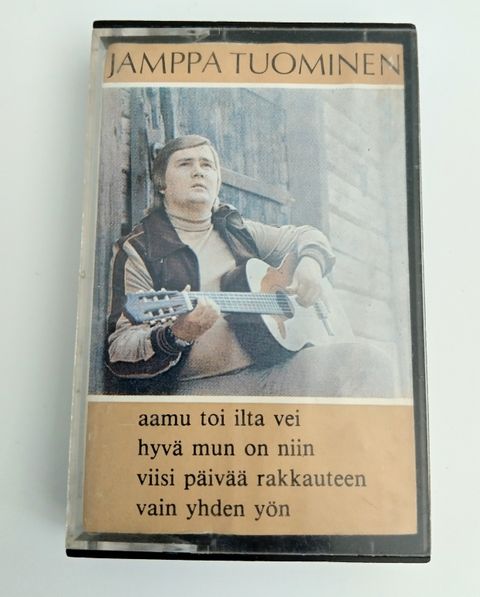 JAMPPA TUOMINEN
aamu toi ilta vei
hyvä mun on niin
viisi päivää rakkauteen
vain yhden yön